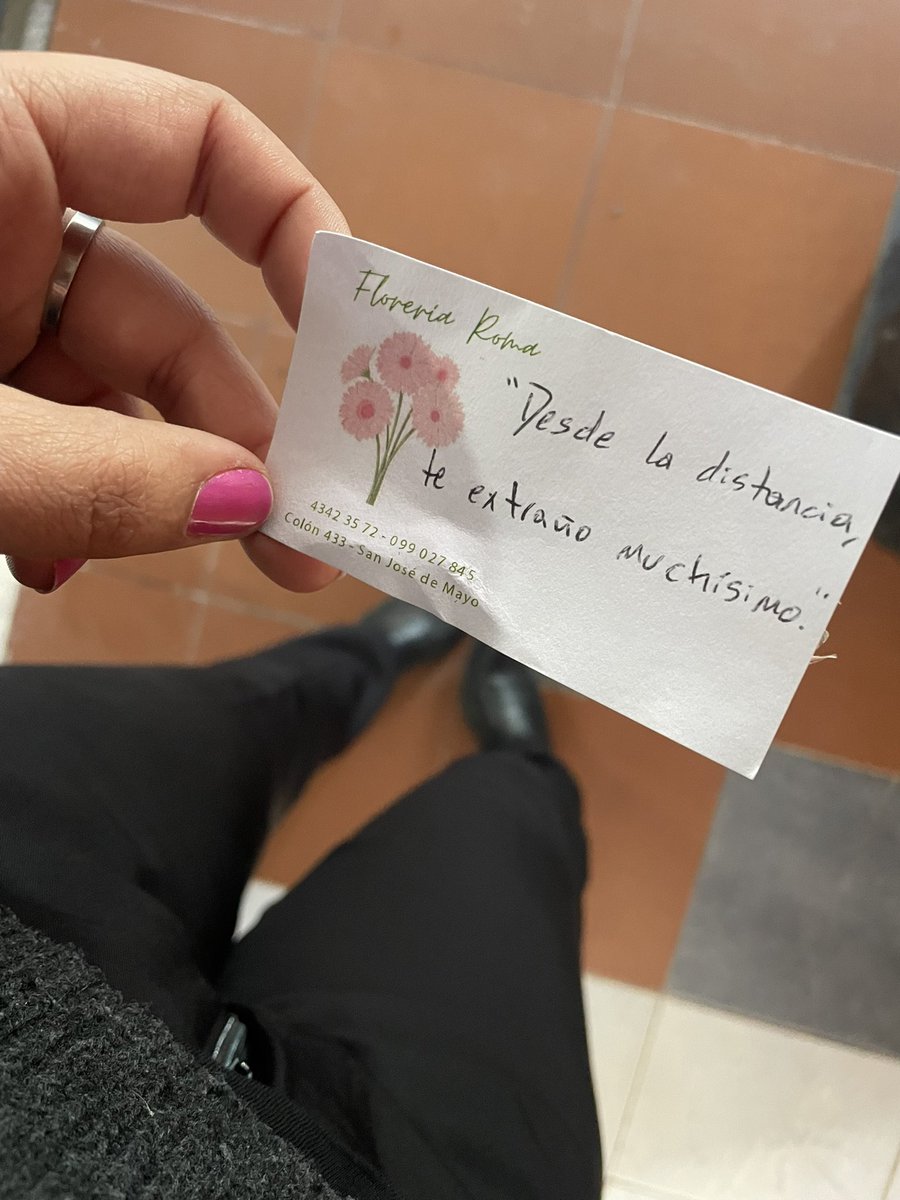 Florería Roma
"Desde la distancia,
te extraño muchísimo."
4342 35 72 - 099 027 845
Colón 433 - San José de Mayo